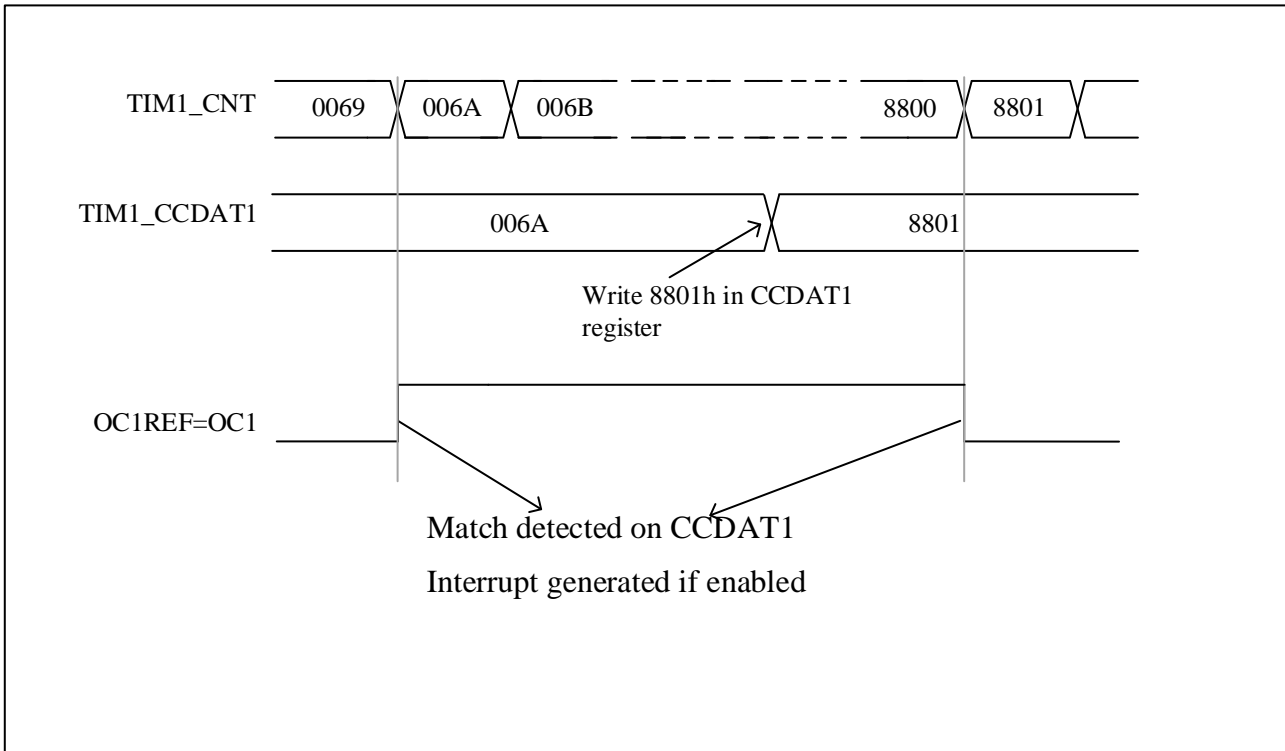 TIM1_CNT 0069 006A 006B 8800 8801
TIM1_CCDAT1 006A 8801
Write 8801h in CCDAT1
register
OC1REF=OC1
Match detected on CCDAT1
Interrupt generated if enabled